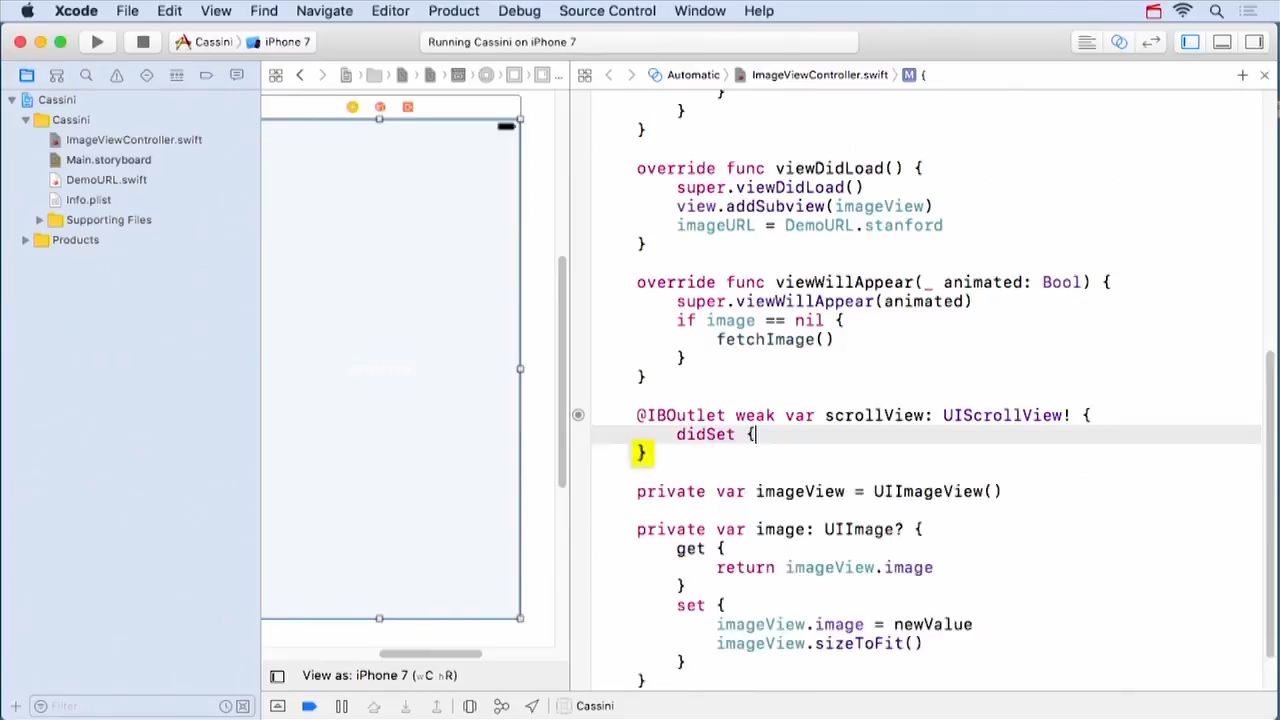 Xcode File Edit View Find Navigate Editor Product Debug Source Control Window Help
Cassini iPhone 7
Running Cassini on iPhone 7
Automatic ImageViewController.swift M {
Cassini
Cassini
ImageViewController.swift
Main.storyboard
DemoURL.swift
Info.plist
Supporting Files
Products
}
}
}
override func viewDidLoad() {
super.viewDidLoad()
view.addSubview(imageView)
imageURL = DemoURL.stanford
}
override func viewWillAppear(_ animated: Bool) {
super.viewWillAppear(animated)
if image == nil {
fetchImage()
}
}
@IBOutlet weak var scrollView: UIScrollView! {
didSet {
}
private var imageView = UIImageView()
private var image: UIImage? {
get {
return imageView.image
}
set {
imageView.image = newValue
imageView.sizeToFit()
}
}
View as: iPhone 7 (wC hR)
Filter
Cassini